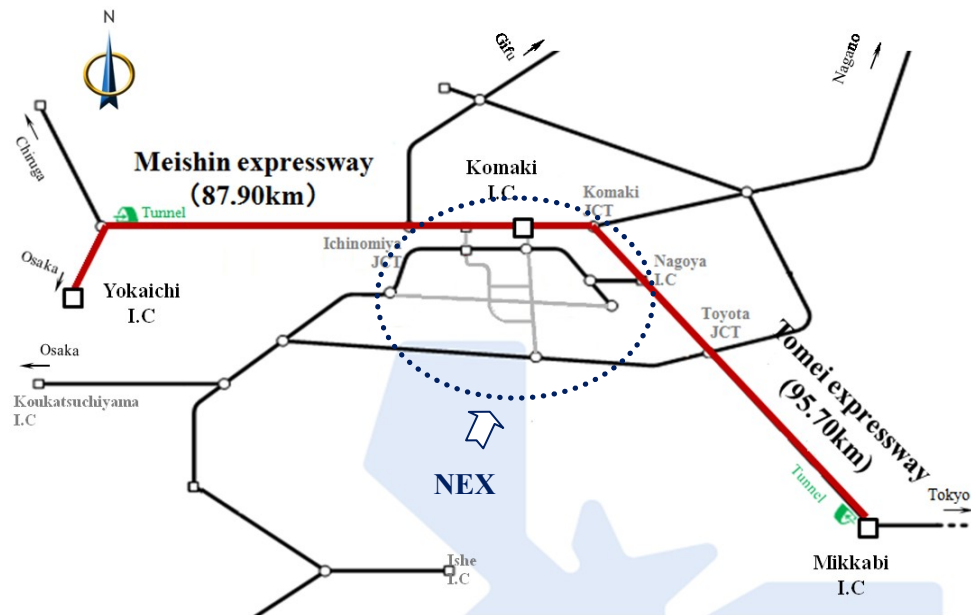 N
Gifu
Nagano
Chiruga
Meishin expressway
(87.90km)
Komaki
I.C
Komaki
JCT
Tunnel
Ichinomiya
JCT
Osaka
Nagoya
I.C
Yokaichi
I.C
Toyota
JCT
Osaka
Tomei expressway
(95.70km)
Koukatsuchiyama
I.C
NEX
Tunnel
Tokyo
Ishe
I.C
Mikkabi
I.C